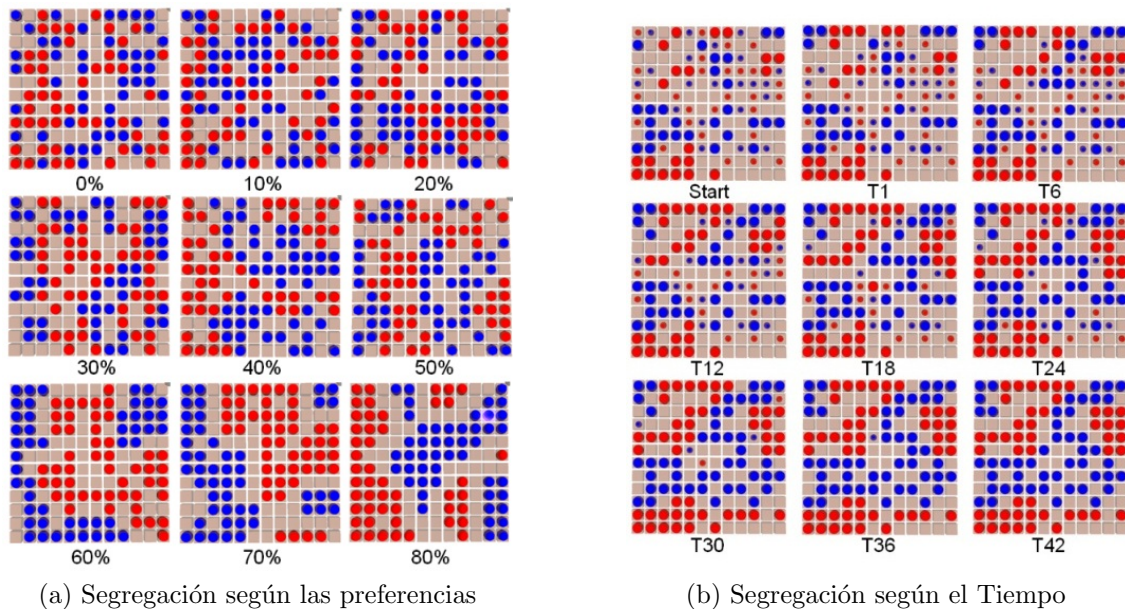 0% 10% 20%
30% 40% 50%
60% 70% 80%
(a) Segregación según las preferencias
Start T1 T6
T12 T18 T24
T30 T36 T42
(b) Segregación según el Tiempo